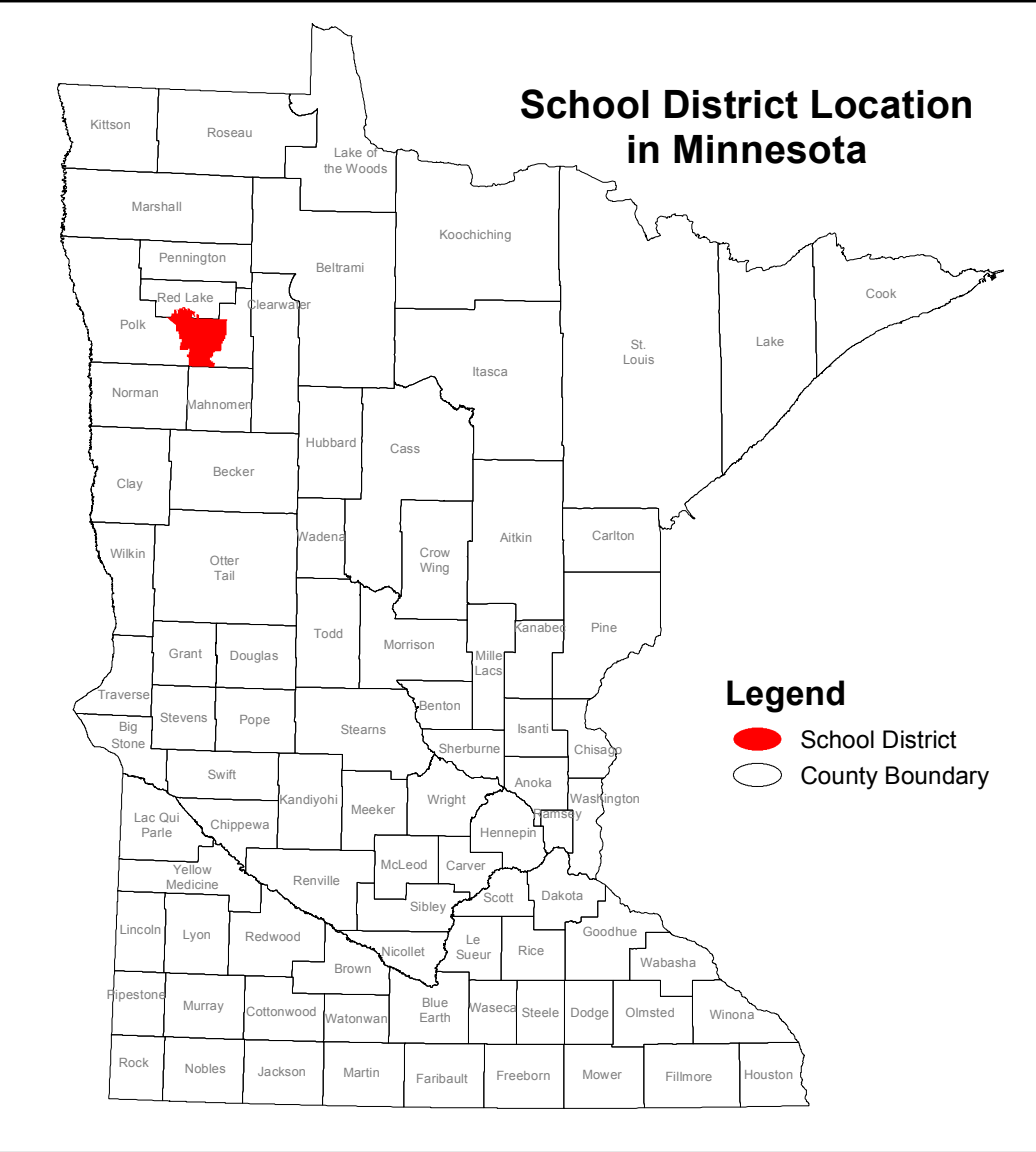 School District Location
in Minnesota
Kittson
Roseau
Lake of
the Woods
Marshall
Koochiching
Pennington
Beltrami
Red Lake
Clearwater
Cook
Polk
St.
Louis
Lake
Itasca
Norman
Mahnomen
Hubbard
Cass
Becker
Clay
Wadena
Aitkin
Carlton
Wilkin
Crow
Wing
Otter
Tail
Todd
Kanabec
Pine
Morrison
Grant
Douglas
Mille
Lacs
Traverse
Benton
Stevens
Pope
Stearns
Isanti
Big
Stone
Sherburne
Chisago
Swift
Anoka
Kandiyohi
Meeker
Wright
Washington
Ramsey
Lac Qui
Parle
Chippewa
Hennepin
McLeod
Carver
Yellow
Medicine
Renville
Scott
Dakota
Sibley
Lincoln
Lyon
Redwood
Goodhue
Nicollet
Le
Sueur
Rice
Brown
Wabasha
Pipestone
Murray
Cottonwood
Watonwan
Blue
Earth
Waseca
Steele
Dodge
Olmsted
Winona
Rock
Nobles
Jackson
Martin
Faribault
Freeborn
Mower
Fillmore
Houston
Legend
School District
County Boundary